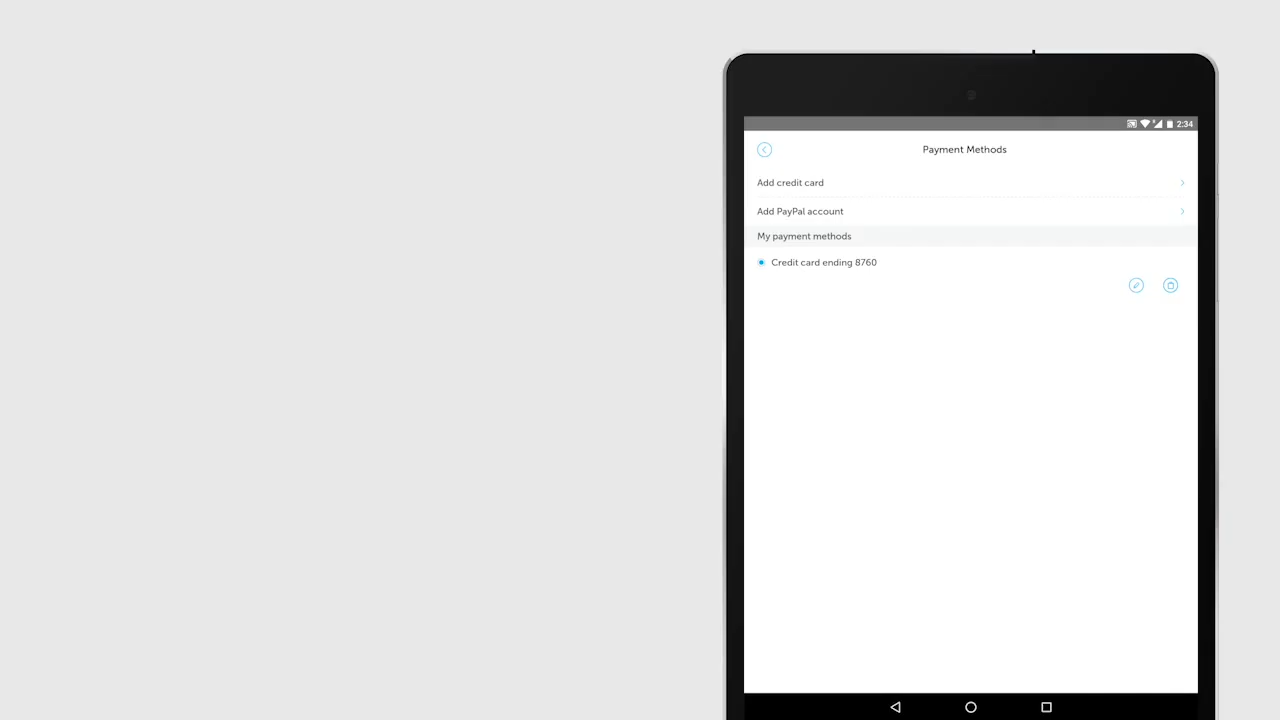 2:34
Payment Methods
Add credit card
Add PayPal account
My payment methods
Credit card ending 8760